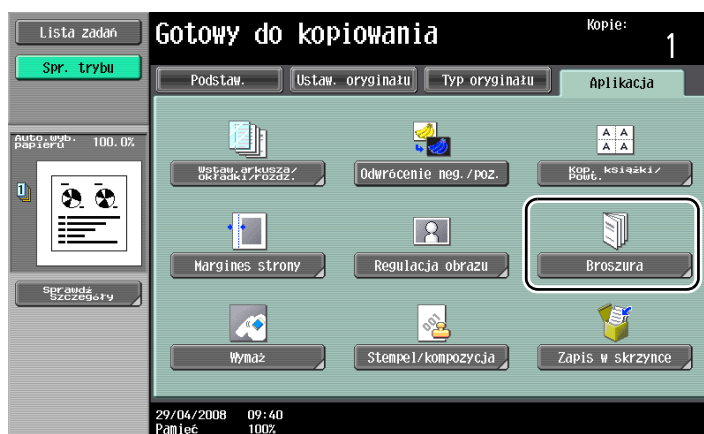 Lista zadań
Spr. trybu
Auto.wyb.
papieru
100.0%
1
Sprawdź
Szczegóły
Gotowy do kopiowania
Kopie:
1
Podstaw.
Ustaw. oryginału
Typ oryginału
Aplikacja
Wstaw.arkusza/
okładki/rozdz.
Odwrócenie neg./poz.
A A
A A
Kop. książki/
Powt.
Margines strony
Regulacja obrazu
Broszura
Wymaż
001
Stempel/kompozycja
Zapis w skrzynce
29/04/2008 09:40
Pamięć 100%